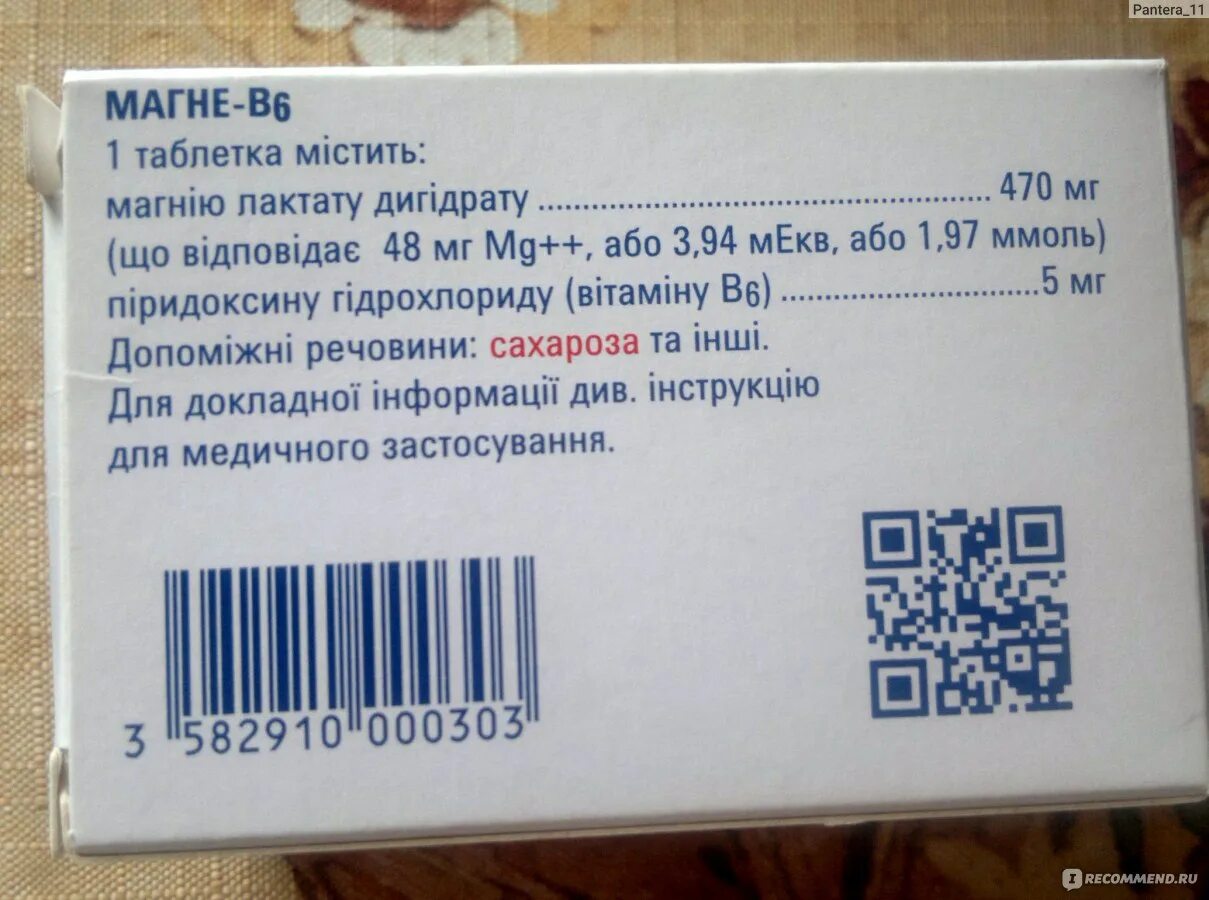 Pantera_11
МАГНЕ-В6
1 таблетка містить:
магнію лактату дигідрату ........................................................ 470 мг
(що відповідає 48 мг Mg++, або 3,94 мЕкв, або 1,97 ммоль)
піридоксину гідрохлориду (вітаміну В6) ................................5 мг
Допоміжні речовини: сахароза та інші.
Для докладної інформації див. інструкцію
для медичного застосування.
3 582910 000303
IRECOMMEND.RU